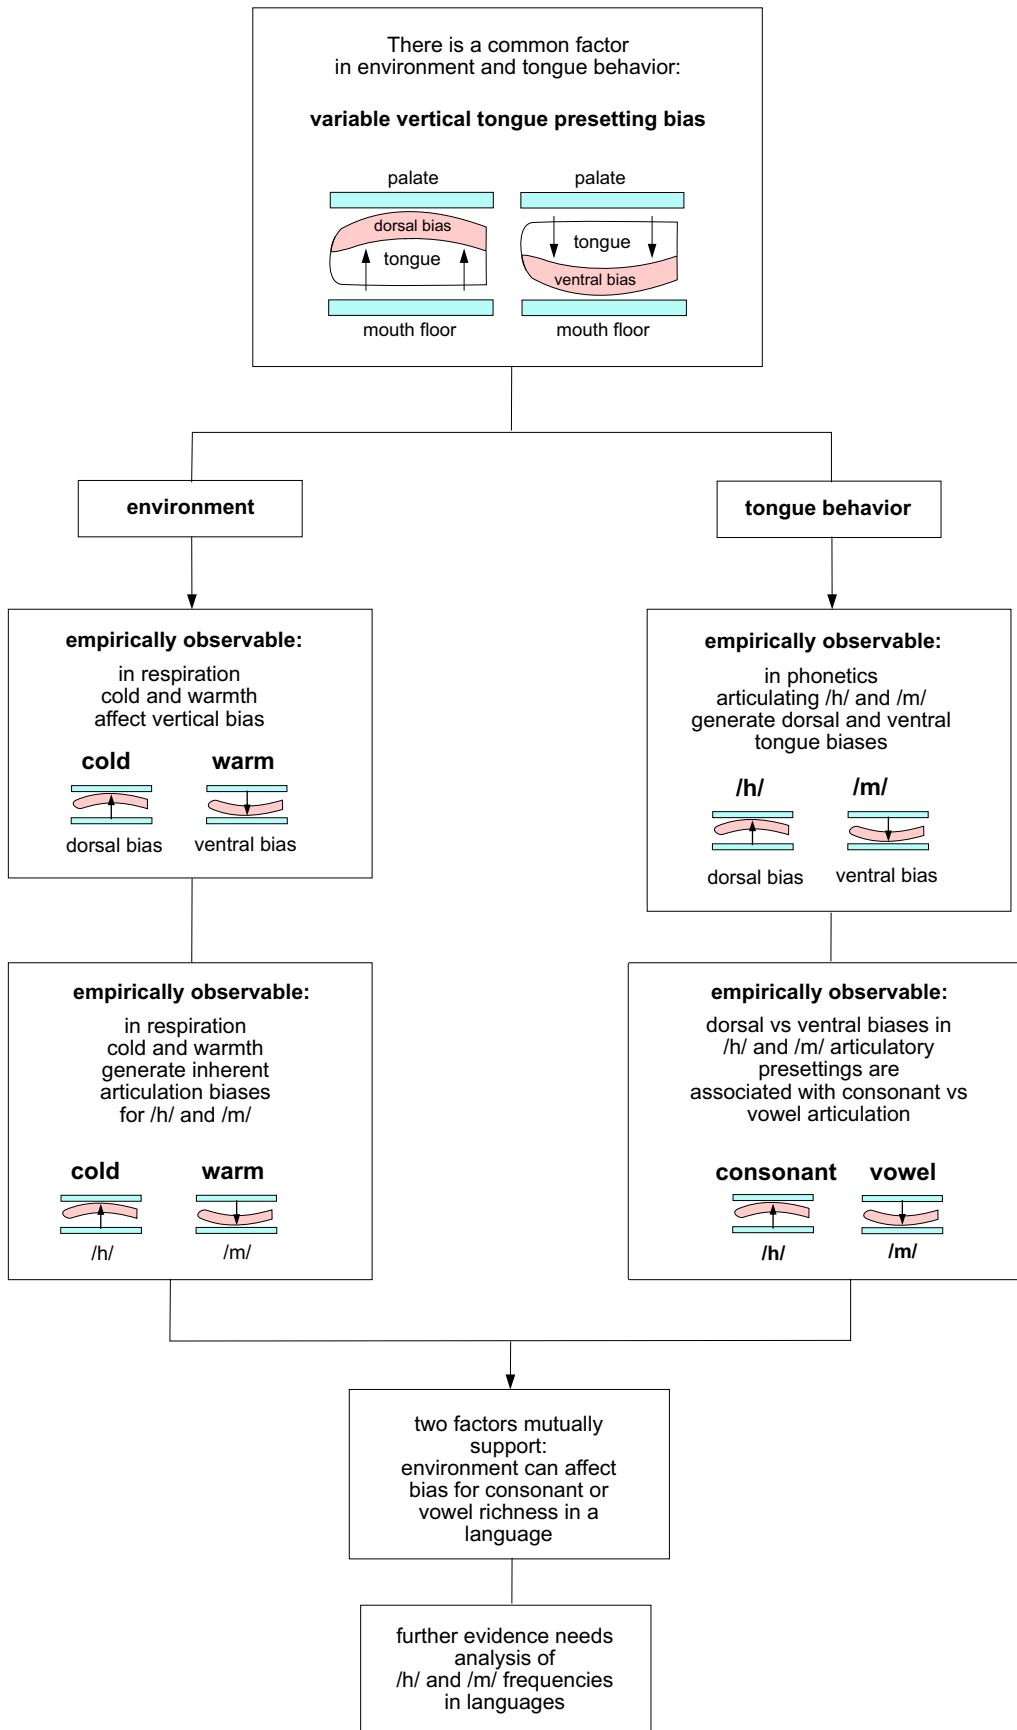 There is a common factor
in environment and tongue behavior:
variable vertical tongue presetting bias
palate
palate
dorsal bias
tongue
tongue
ventral bias
mouth floor
mouth floor
environment
tongue behavior
empirically observable:
in respiration
cold and warmth
affect vertical bias
cold
warm
dorsal bias
ventral bias
empirically observable:
in phonetics
articulating /h/ and /m/
generate dorsal and ventral
tongue biases
/h/
/m/
dorsal bias
ventral bias
empirically observable:
in respiration
cold and warmth
generate inherent
articulation biases
for /h/ and /m/
cold
warm
/h/
/m/
empirically observable:
dorsal vs ventral biases in
/h/ and /m/ articulatory
presettings are
associated with consonant vs
vowel articulation
consonant
vowel
/h/
/m/
two factors mutually
support:
environment can affect
bias for consonant or
vowel richness in a
language
further evidence needs
analysis of
/h/ and /m/ frequencies
in languages